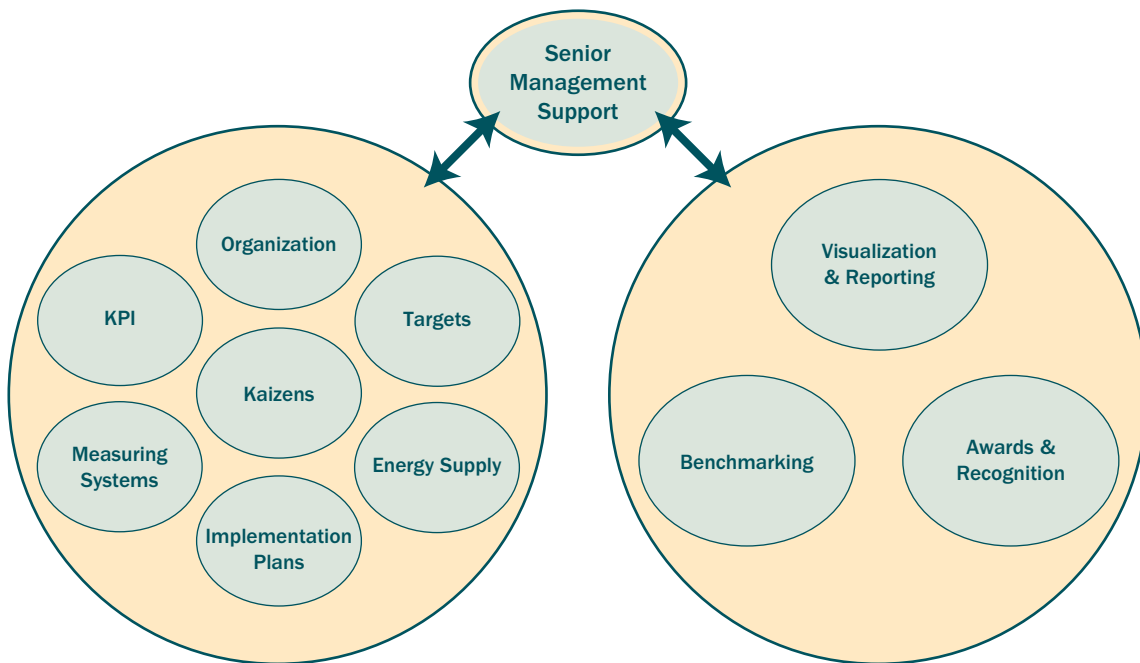 Senior
Management
Support
Organization
KPI
Targets
Kaizens
Measuring
Systems
Energy Supply
Implementation
Plans
Visualization
& Reporting
Benchmarking
Awards &
Recognition